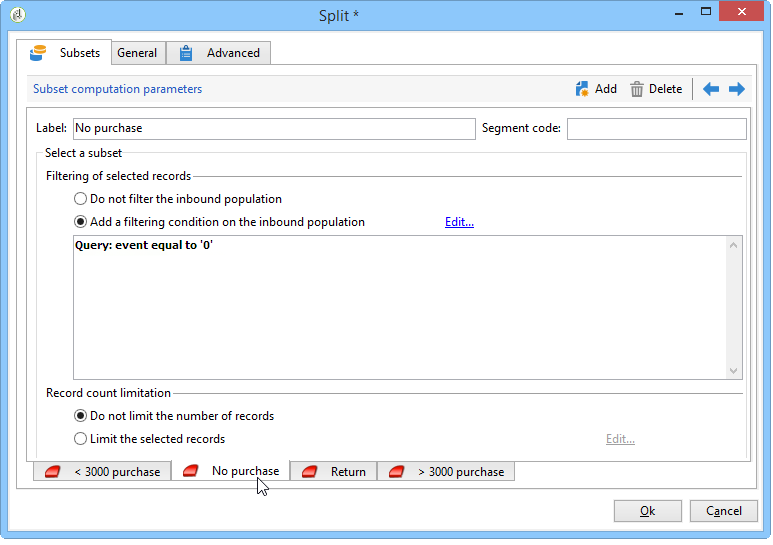 Split *
Subsets General Advanced
Subset computation parameters Add Delete
Label: No purchase Segment code:
Select a subset
Filtering of selected records
Do not filter the inbound population
Add a filtering condition on the inbound population Edit...
Query: event equal to '0'
Record count limitation
Do not limit the number of records
Limit the selected records Edit...
< 3000 purchase No purchase Return > 3000 purchase
Ok Cancel